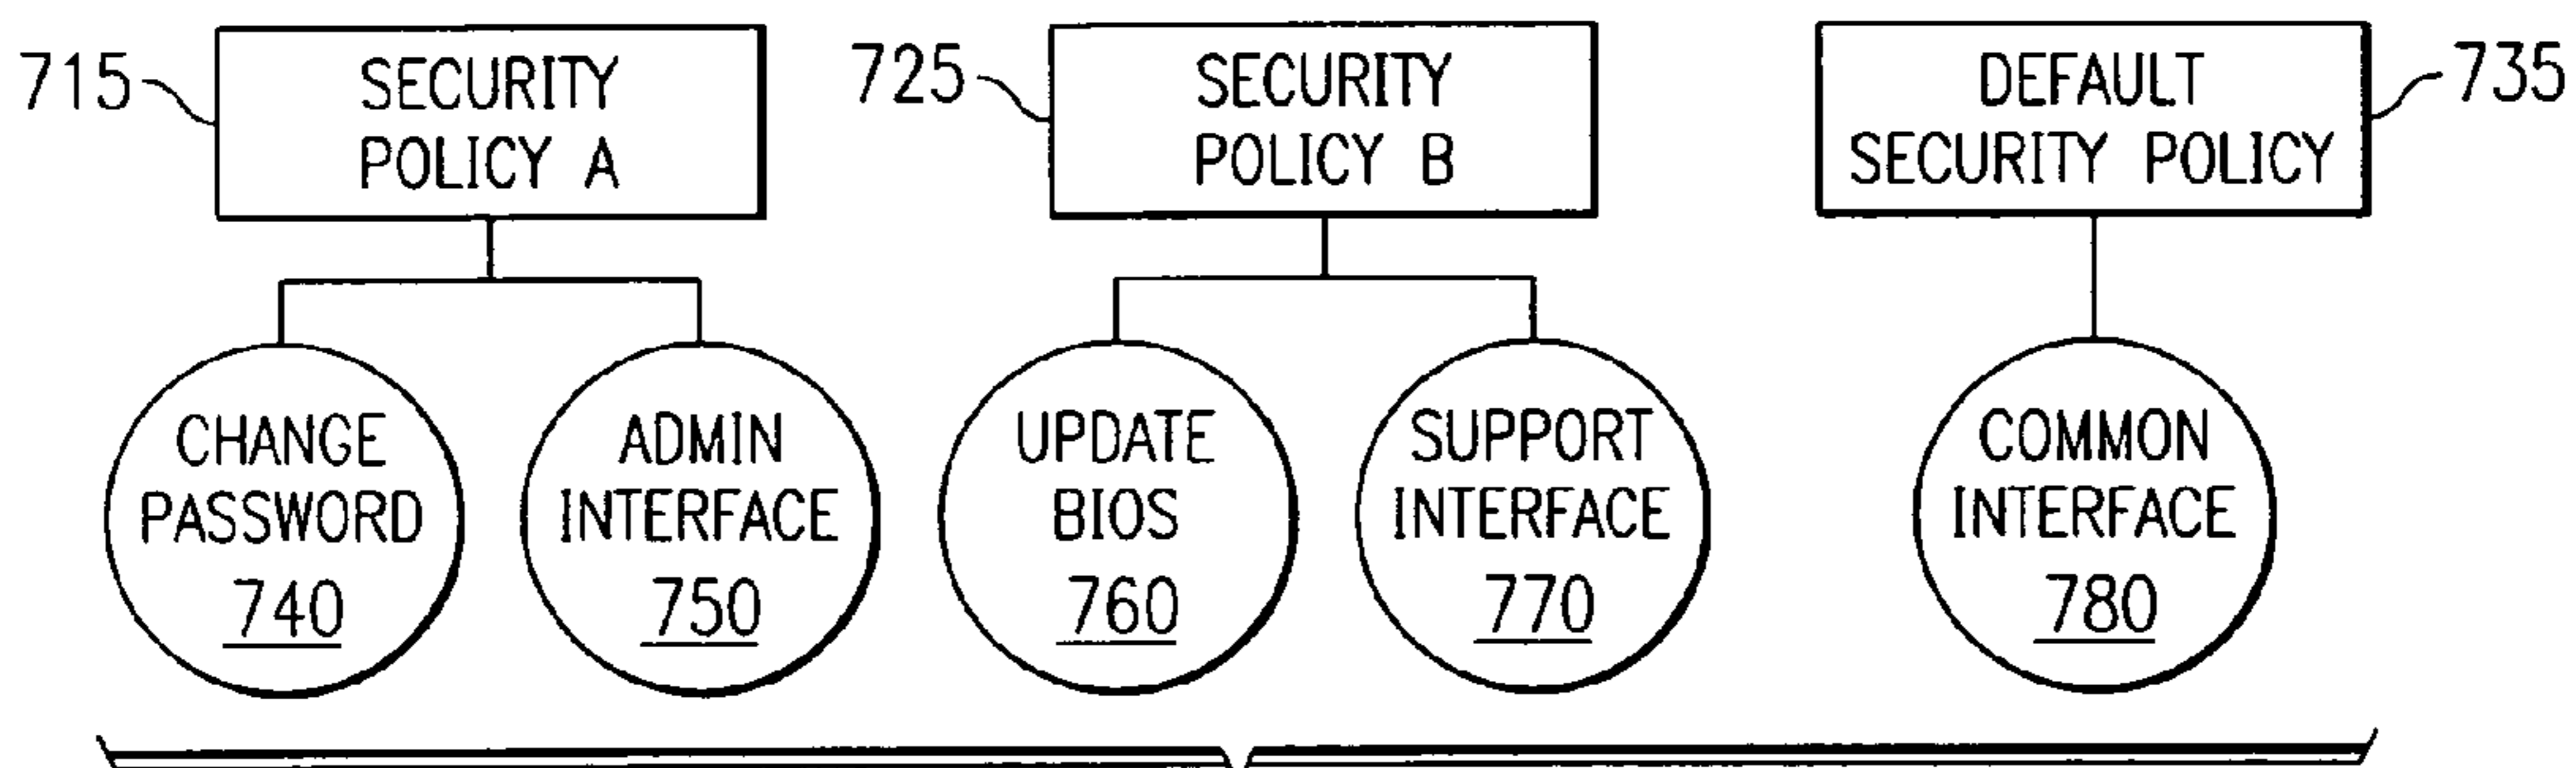 715
SECURITY
POLICY A
725
SECURITY
POLICY B
DEFAULT
SECURITY POLICY
735
CHANGE
PASSWORD
740
ADMIN
INTERFACE
750
UPDATE
BIOS
760
SUPPORT
INTERFACE
770
COMMON
INTERFACE
780